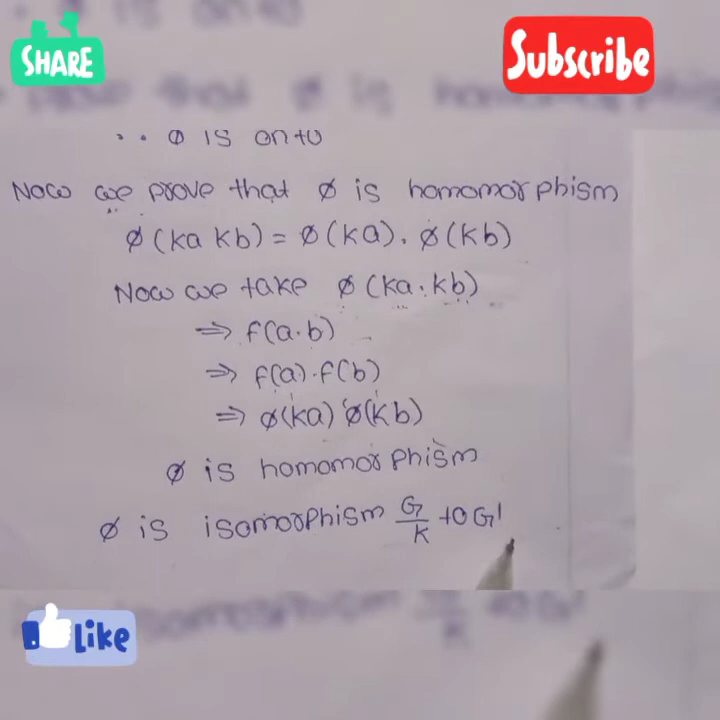 SHARE
Subscribe
∴ ø is onto
Now we prove that ø is homomorphism
ø(ka kb) = ø(ka). ø(kb)
Now we take ø(ka.kb)
⇒ f(a.b)
⇒ f(a).f(b)
⇒ ø(ka) ø(kb)
ø is homomorphism
ø is isomorphism G/K to G'
Like